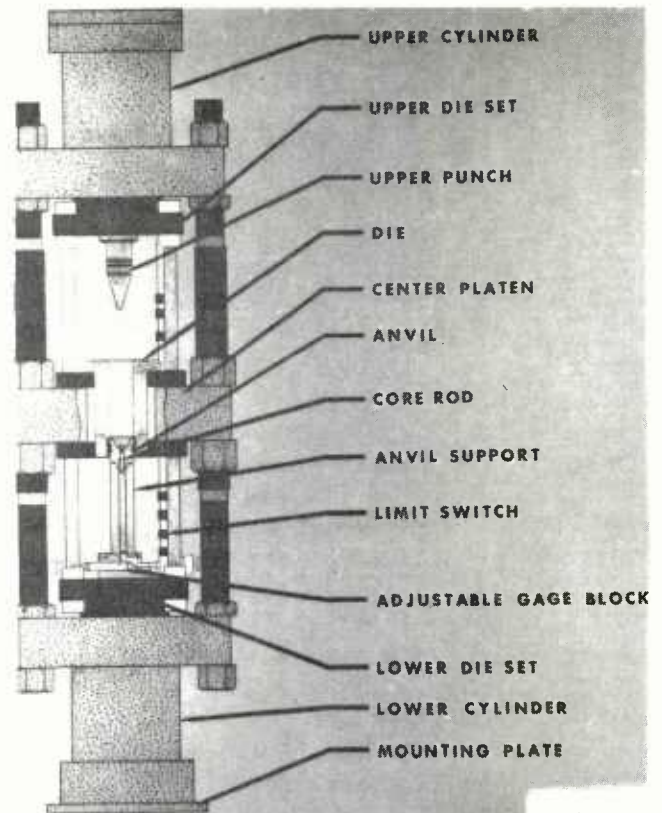 UPPER CYLINDER
UPPER DIE SET
UPPER PUNCH
DIE
CENTER PLATEN
ANVIL
CORE ROD
ANVIL SUPPORT
LIMIT SWITCH
ADJUSTABLE GAGE BLOCK
LOWER DIE SET
LOWER CYLINDER
MOUNTING PLATE